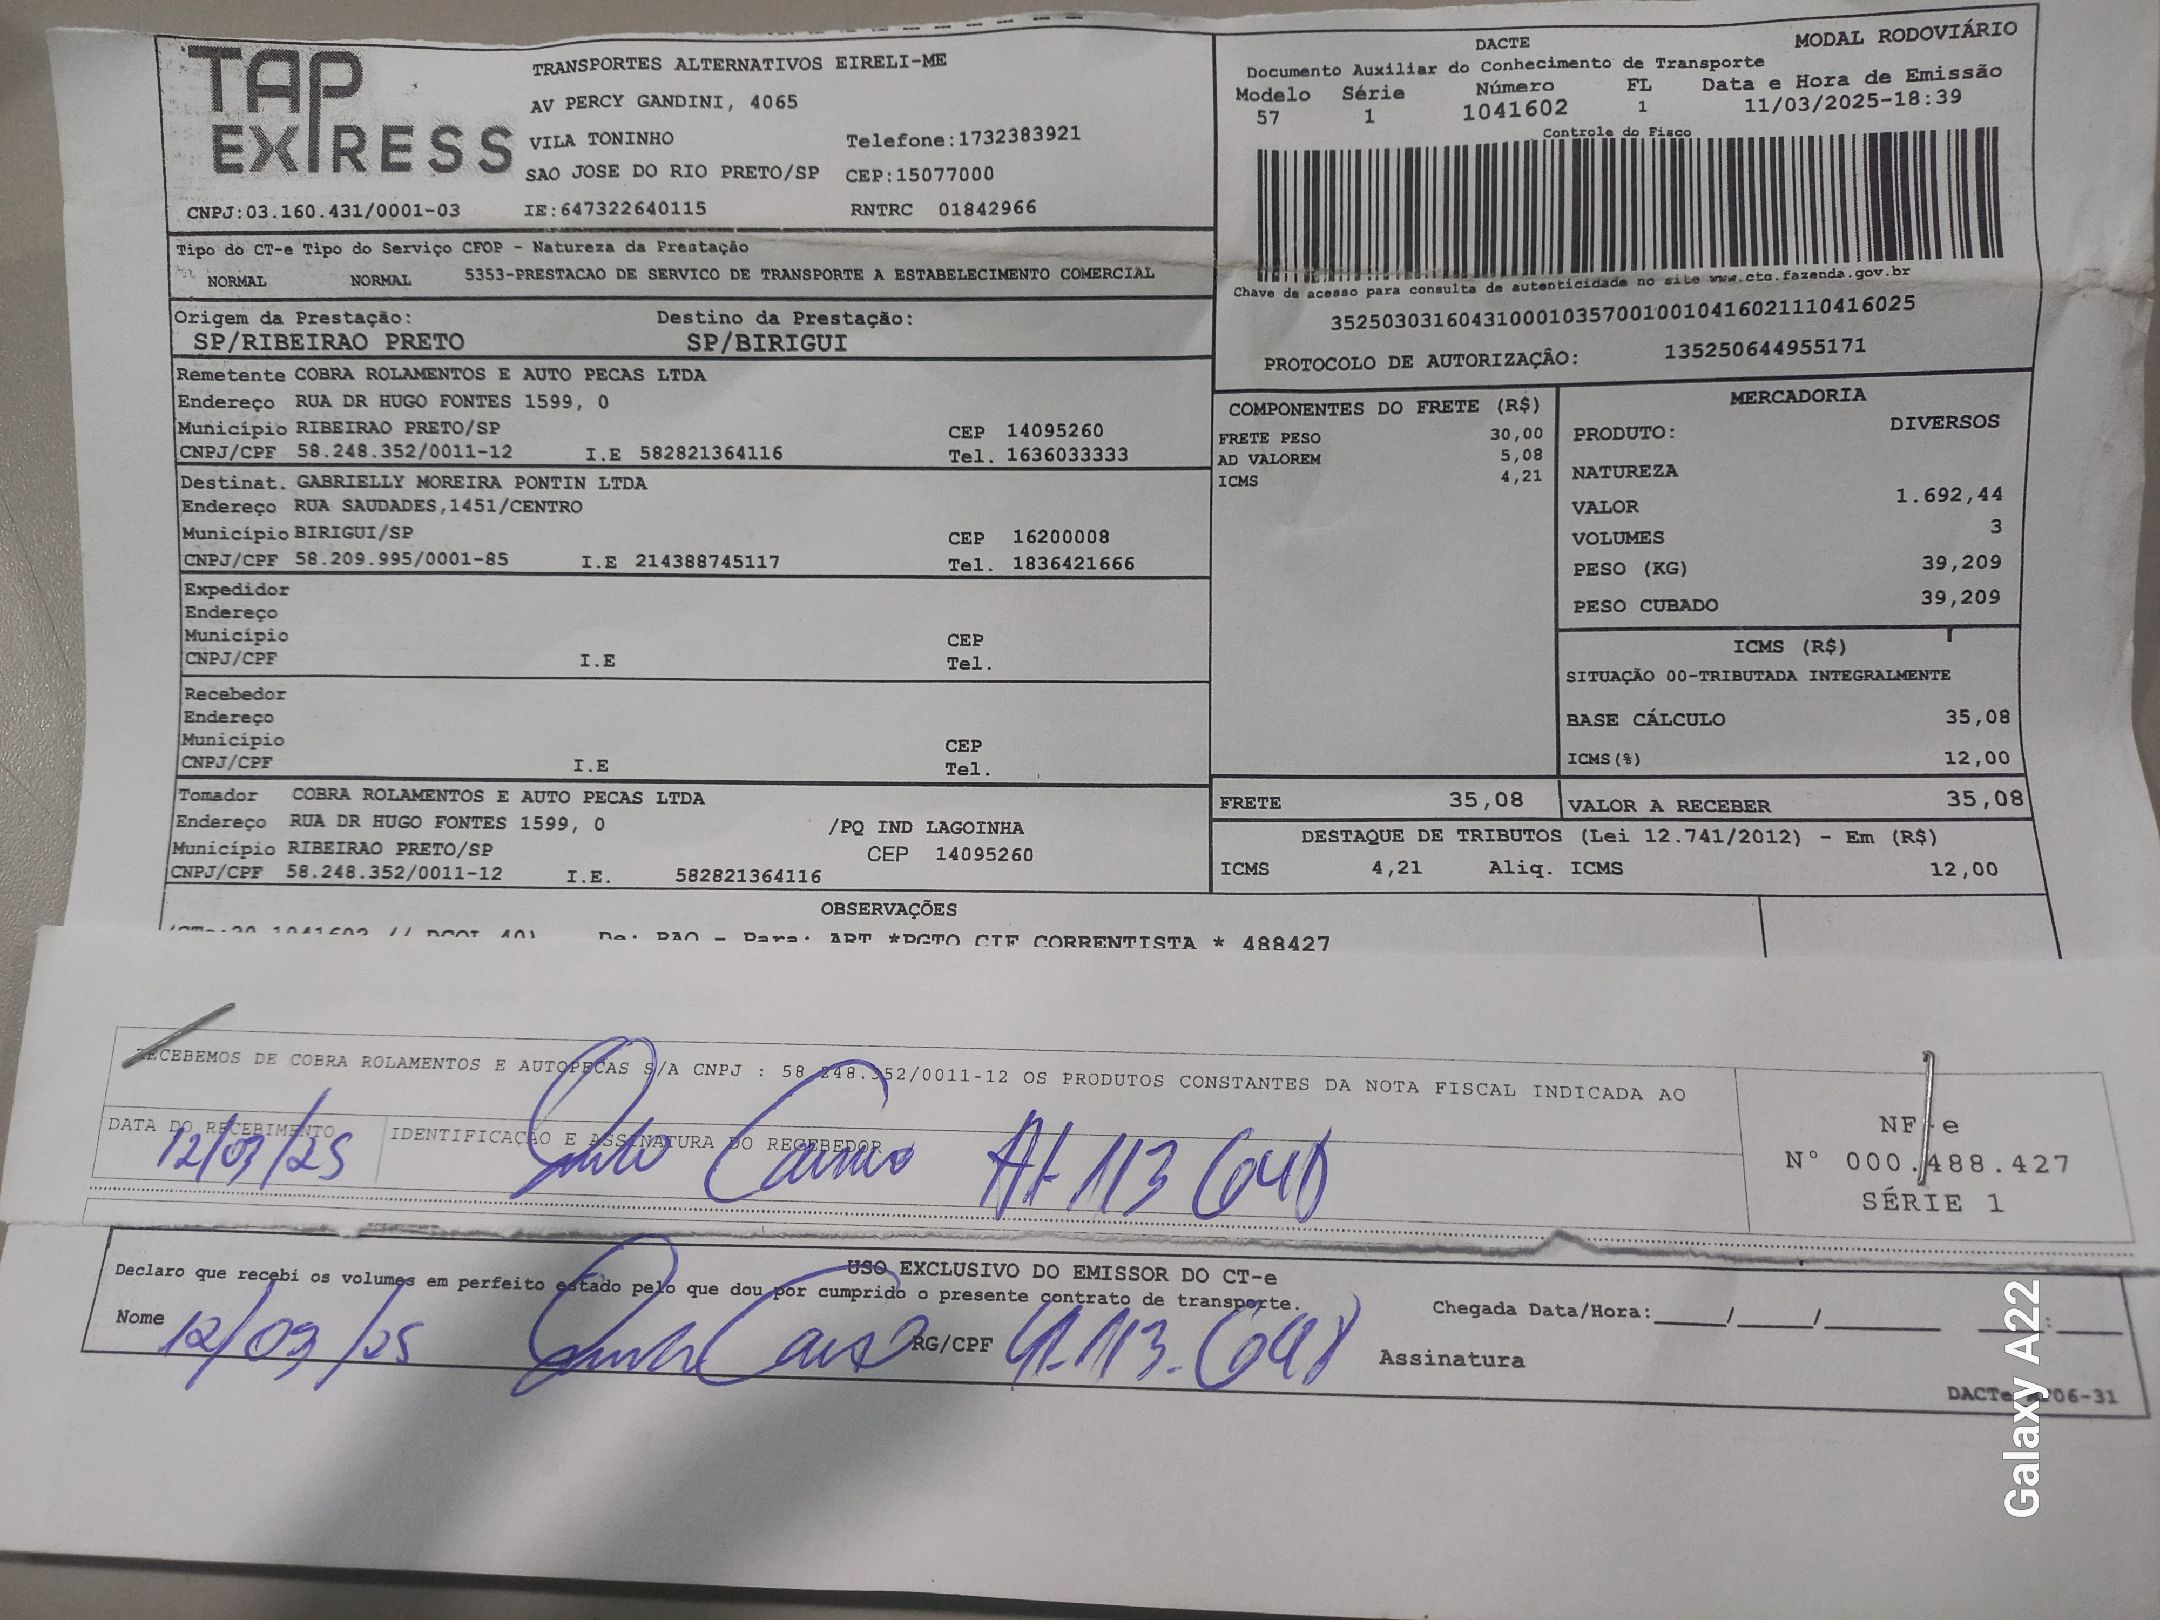 TAP EXPRESS
TRANSPORTES ALTERNATIVOS EIRELI-ME
AV PERCY GANDINI, 4065
VILA TONINHO Telefone:1732383921
SAO JOSE DO RIO PRETO/SP CEP:15077000
CNPJ:03.160.431/0001-03 IE:647322640115 RNTRC 01842966
DACTE MODAL RODOVIÁRIO
Documento Auxiliar do Conhecimento de Transporte
Modelo Série Número FL Data e Hora de Emissão
57 1 1041602 1 11/03/2025-18:39
Controle do Fisco
Chave de acesso para consulta de autenticidade no site www.cte.fazenda.gov.br
35250303160431000103570010010416021110416025
PROTOCOLO DE AUTORIZAÇÃO: 135250644955171
Tipo do CT-e Tipo do Serviço CFOP - Natureza da Prestação
NORMAL NORMAL 5353-PRESTACAO DE SERVICO DE TRANSPORTE A ESTABELECIMENTO COMERCIAL
Origem da Prestação: Destino da Prestação:
SP/RIBEIRAO PRETO SP/BIRIGUI
Remetente COBRA ROLAMENTOS E AUTO PECAS LTDA
Endereço RUA DR HUGO FONTES 1599, 0
Município RIBEIRAO PRETO/SP CEP 14095260
CNPJ/CPF 58.248.352/0011-12 I.E 582821364116 Tel. 1636033333
Destinat. GABRIELLY MOREIRA PONTIN LTDA
Endereço RUA SAUDADES,1451/CENTRO
Município BIRIGUI/SP CEP 16200008
CNPJ/CPF 58.209.995/0001-85 I.E 214388745117 Tel. 1836421666
Expedidor
Endereço
Município CEP
CNPJ/CPF I.E Tel.
Recebedor
Endereço
Município CEP
CNPJ/CPF I.E Tel.
Tomador COBRA ROLAMENTOS E AUTO PECAS LTDA
Endereço RUA DR HUGO FONTES 1599, 0 /PQ IND LAGOINHA
Município RIBEIRAO PRETO/SP CEP 14095260
CNPJ/CPF 58.248.352/0011-12 I.E. 582821364116
COMPONENTES DO FRETE (R$)
FRETE PESO 30,00
AD VALOREM 5,08
ICMS 4,21
MERCADORIA
PRODUTO: DIVERSOS
NATUREZA
VALOR 1.692,44
VOLUMES 3
PESO (KG) 39,209
PESO CUBADO 39,209
ICMS (R$)
SITUAÇÃO 00-TRIBUTADA INTEGRALMENTE
BASE CÁLCULO 35,08
ICMS(%) 12,00
FRETE 35,08 VALOR A RECEBER 35,08
DESTAQUE DE TRIBUTOS (Lei 12.741/2012) - Em (R$)
ICMS 4,21 Aliq. ICMS 12,00
OBSERVAÇÕES
De: RAO - Para: ART *PGTO CIF CORRENTISTA * 488427
RECEBEMOS DE COBRA ROLAMENTOS E AUTOPECAS S/A CNPJ : 58.248.352/0011-12 OS PRODUTOS CONSTANTES DA NOTA FISCAL INDICADA AO
DATA DO RECEBIMENTO IDENTIFICAÇÃO E ASSINATURA DO RECEBEDOR
12/03/25
NF-e
Nº 000.488.427
SÉRIE 1
USO EXCLUSIVO DO EMISSOR DO CT-e
Declaro que recebi os volumes em perfeito estado pelo que dou por cumprido o presente contrato de transporte.
Chegada Data/Hora:____/____/______ ____:____
Nome 12/03/25 RG/CPF Assinatura
Galaxy A22